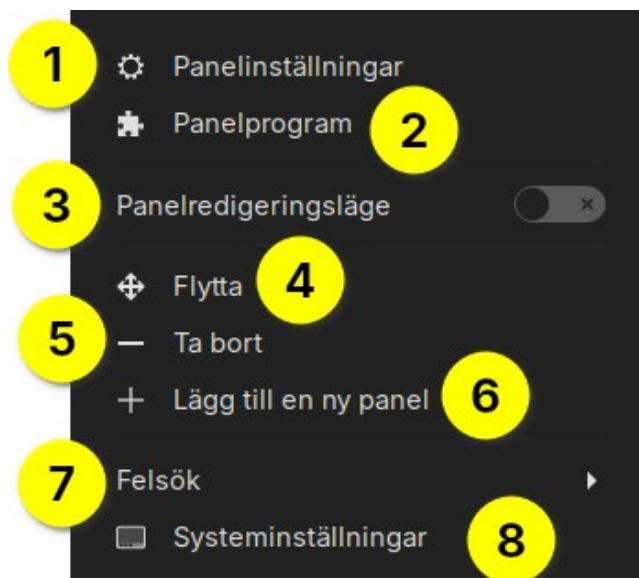 1 Panelinställningar
Panelprogram 2
3 Panelredigeringsläge
Flytta 4
5 Ta bort
Lägg till en ny panel 6
7 Felsök
Systeminställningar 8